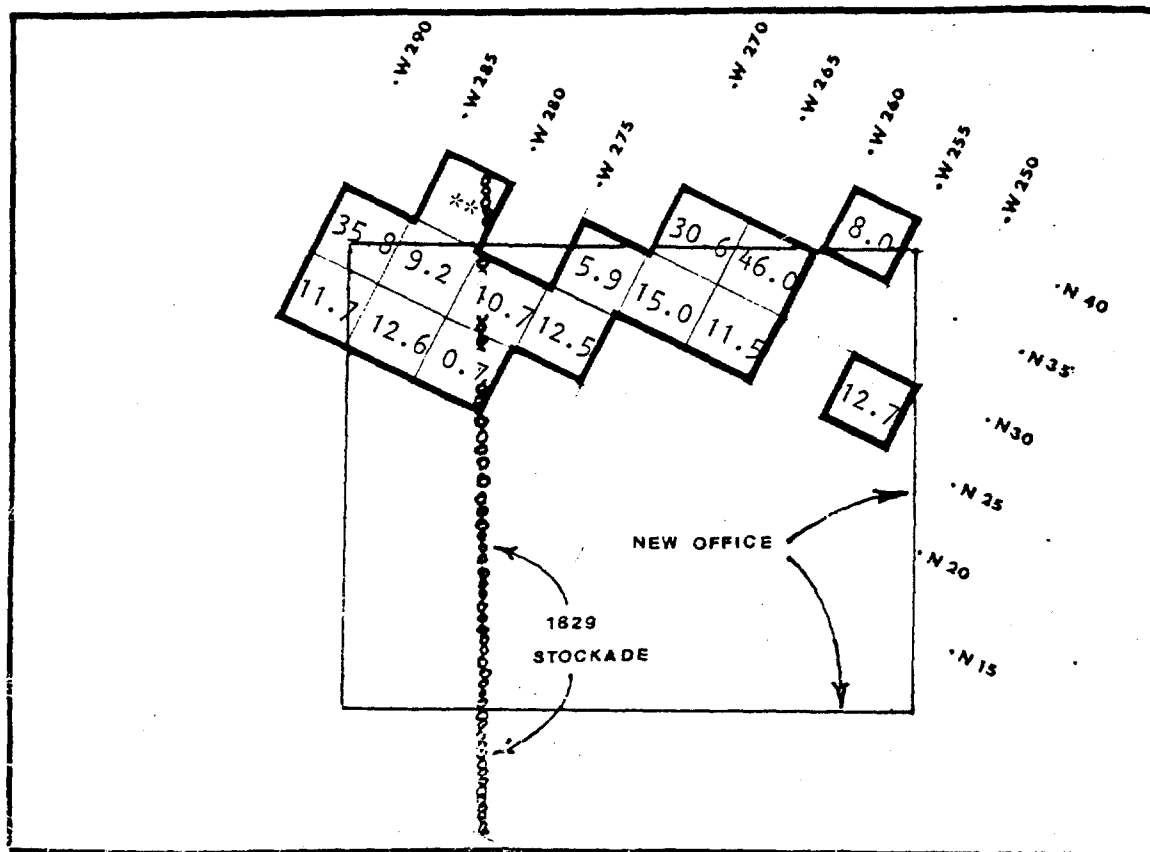 W 290
W 285
W 280
W 275
W 270
W 265
W 260
W 255
W 250
**
35.8
9.2
10.7
12.5
5.9
15.0
11.5
30.6
46.0
8.0
11.7
12.6
0.7
12.7
N 40
N 35
N 30
N 25
N 20
N 15
NEW OFFICE
1829
STOCKADE